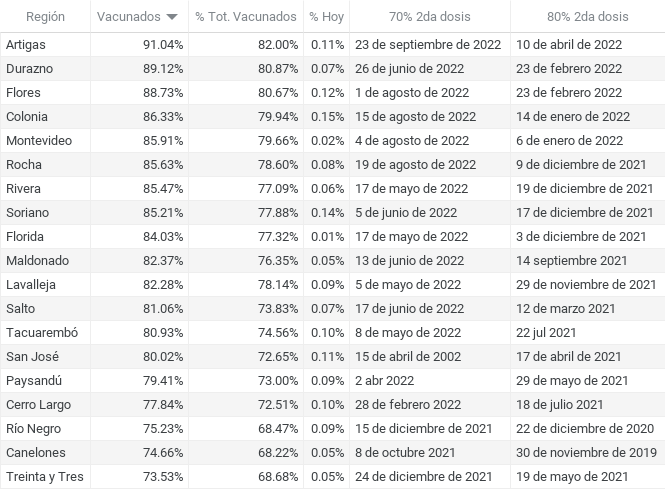 Región Vacunados % Tot. Vacunados % Hoy 70% 2da dosis 80% 2da dosis
Artigas 91.04% 82.00% 0.11% 23 de septiembre de 2022 10 de abril de 2022
Durazno 89.12% 80.87% 0.07% 26 de junio de 2022 23 de febrero 2022
Flores 88.73% 80.67% 0.12% 1 de agosto de 2022 23 de febrero 2022
Colonia 86.33% 79.94% 0.15% 15 de agosto de 2022 14 de enero de 2022
Montevideo 85.91% 79.66% 0.02% 4 de agosto de 2022 6 de enero de 2022
Rocha 85.63% 78.60% 0.08% 19 de agosto de 2022 9 de diciembre de 2021
Rivera 85.47% 77.09% 0.06% 17 de mayo de 2022 19 de diciembre de 2021
Soriano 85.21% 77.88% 0.14% 5 de junio de 2022 17 de diciembre de 2021
Florida 84.03% 77.32% 0.01% 17 de mayo de 2022 3 de diciembre de 2021
Maldonado 82.37% 76.35% 0.05% 13 de junio de 2022 14 septiembre 2021
Lavalleja 82.28% 78.14% 0.09% 5 de mayo de 2022 29 de noviembre de 2021
Salto 81.06% 73.83% 0.07% 17 de junio de 2022 12 de marzo 2021
Tacuarembó 80.93% 74.56% 0.10% 8 de mayo de 2022 22 jul 2021
San José 80.02% 72.65% 0.11% 15 de abril de 2002 17 de abril de 2021
Paysandú 79.41% 73.00% 0.09% 2 abr 2022 29 de mayo de 2021
Cerro Largo 77.84% 72.51% 0.10% 28 de febrero de 2022 18 de julio de 2021
Río Negro 75.23% 68.47% 0.09% 15 de diciembre de 2021 22 de diciembre de 2020
Canelones 74.66% 68.22% 0.05% 8 de octubre 2021 30 de noviembre de 2019
Treinta y Tres 73.53% 68.68% 0.05% 24 de diciembre de 2021 19 de mayo de 2021